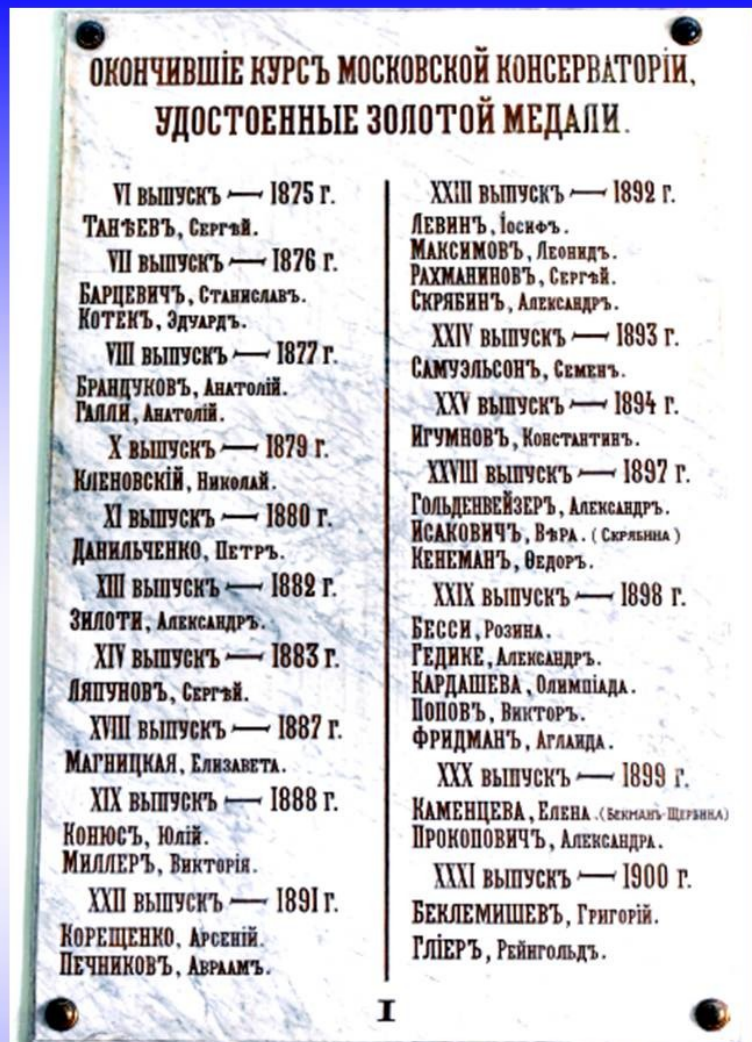 ОКОНЧИВШІЕ КУРСЪ МОСКОВСКОЙ КОНСЕРВАТОРІИ,
УДОСТОЕННЫЕ ЗОЛОТОЙ МЕДАЛИ.
VI ВЫПУСКЪ — 1875 Г.
ТАНѢЕВЪ, СЕРГѢЙ.
VII ВЫПУСКЪ — 1876 Г.
БАРЦЕВИЧЪ, СТАНИСЛАВЪ.
КОТЕКЪ, ЭДУАРДЪ.
VIII ВЫПУСКЪ — 1877 Г.
БРАНДУКОВЪ, АНАТОЛІЙ.
ГАЛЛИ, АНАТОЛІЙ.
X ВЫПУСКЪ — 1879 Г.
КЛЕНОВСКІЙ, НИКОЛАЙ.
XI ВЫПУСКЪ — 1880 Г.
ДАНИЛЬЧЕНКО, ПЕТРЪ.
XIII ВЫПУСКЪ — 1882 Г.
ЗИЛОТИ, АЛЕКСАНДРЪ.
XIV ВЫПУСКЪ — 1883 Г.
ЛЯПУНОВЪ, СЕРГѢЙ.
XVIII ВЫПУСКЪ — 1887 Г.
МАГНИЦКАЯ, ЕЛИЗАВЕТА.
XIX ВЫПУСКЪ — 1888 Г.
КОНЮСЪ, ЮЛІЙ.
МИЛЛЕРЪ, ВИКТОРІЯ.
XXII ВЫПУСКЪ — 1891 Г.
КОРЕЩЕНКО, АРСЕНІЙ.
ПЕЧНИКОВЪ, АВРААМЪ.
XXIII ВЫПУСКЪ — 1892 Г.
ЛЕВИНЪ, ІОСИФЪ.
МАКСИМОВЪ, ЛЕОНИДЪ.
РАХМАНИНОВЪ, СЕРГѢЙ.
СКРЯБИНЪ, АЛЕКСАНДРЪ.
XXIV ВЫПУСКЪ — 1893 Г.
САМУЭЛЬСОНЪ, СЕМЕНЪ.
XXV ВЫПУСКЪ — 1894 Г.
ИГУМНОВЪ, КОНСТАНТИНЪ.
XXVIII ВЫПУСКЪ — 1897 Г.
ГОЛЬДЕНВЕЙЗЕРЪ, АЛЕКСАНДРЪ.
ИСАКОВИЧЪ, ВѢРА. (СКРЯБИНА)
КЕНЕМАНЪ, ѲЕДОРЪ.
XXIX ВЫПУСКЪ — 1898 Г.
БЕССИ, РОЗИНА.
ГЕДИКЕ, АЛЕКСАНДРЪ.
КАРДАШЕВА, ОЛИМПІАДА.
ПОПОВЪ, ВИКТОРЪ.
ФРИДМАНЪ, АГЛАИДА.
XXX ВЫПУСКЪ — 1899 Г.
КАМЕНЦЕВА, ЕЛЕНА. (БЕКМАНЪ-ЩЕРБИНА)
ПРОКОПОВИЧЪ, АЛЕКСАНДРА.
XXXI ВЫПУСКЪ — 1900 Г.
БЕКЛЕМИШЕВЪ, ГРИГОРІЙ.
ГЛІЕРЪ, РЕЙНГОЛЬДЪ.
I